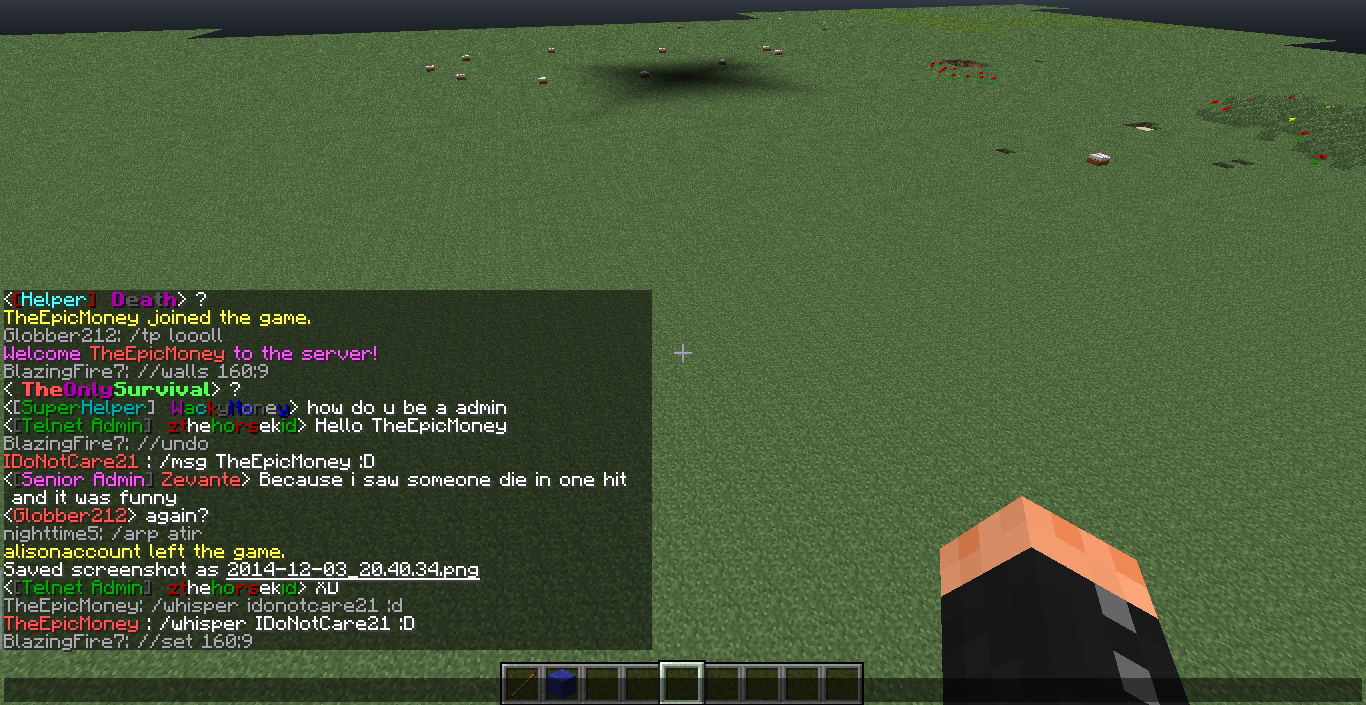 <[Helper] Death> ?
TheEpicMoney joined the game.
Globber212: /tp loooll
Welcome TheEpicMoney to the server!
BlazingFire7: //walls 160:9
< TheOnlySurvival> ?
<[SuperHelper] WackyMoney> how do u be a admin
<[Telnet Admin] zthehorsekid> Hello TheEpicMoney
BlazingFire7: //undo
IDoNotCare21 : /msg TheEpicMoney :D
<[Senior Admin] Zevante> Because i saw someone die in one hit
and it was funny
<Globber212> again?
nighttime5: /arp atir
alisonaccount left the game.
Saved screenshot as 2014-12-03_20.40.34.png
<[Telnet Admin] zthehorsekid> XD
TheEpicMoney: /whisper idonotcare21 :d
TheEpicMoney : /whisper IDoNotCare21 :D
BlazingFire7: //set 160:9